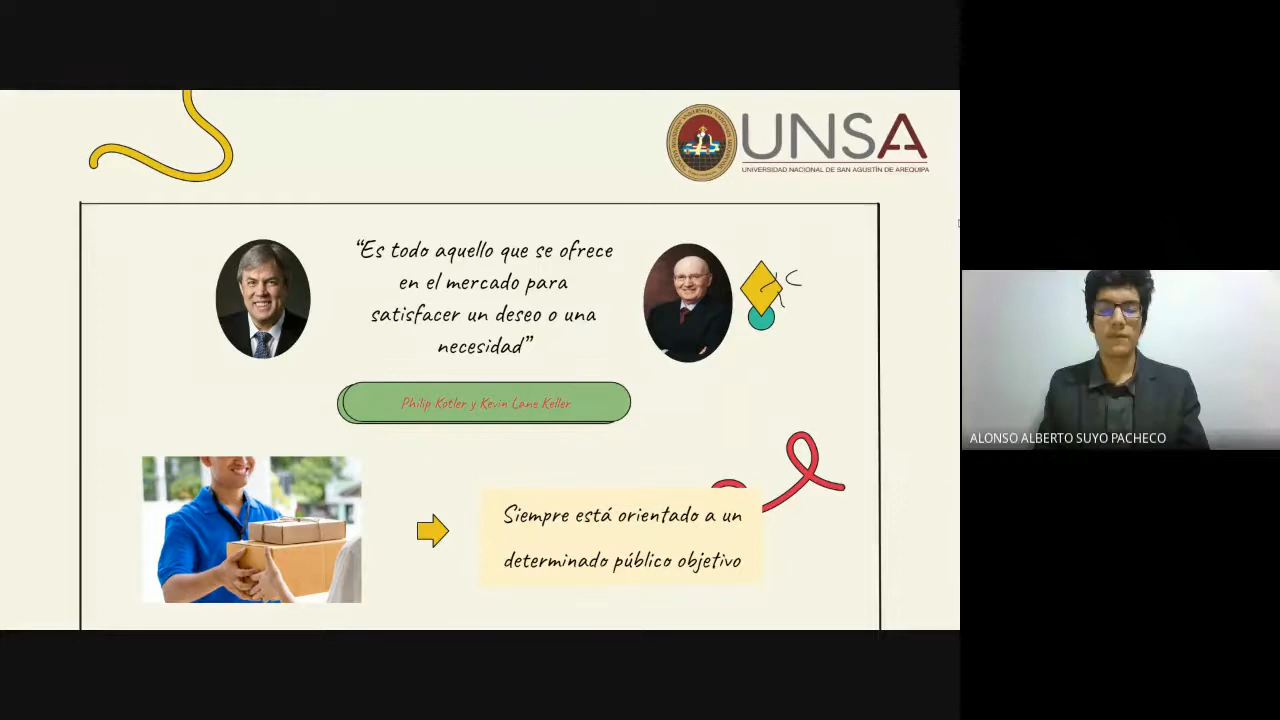 UNSA
UNIVERSIDAD NACIONAL DE SAN AGUSTÍN DE AREQUIPA
“Es todo aquello que se ofrece
en el mercado para
satisfacer un deseo o una
necesidad”
Philip Kotler y Kevin Lane Keller
Siempre está orientado a un
determinado público objetivo
ALONSO ALBERTO SUYO PACHECO